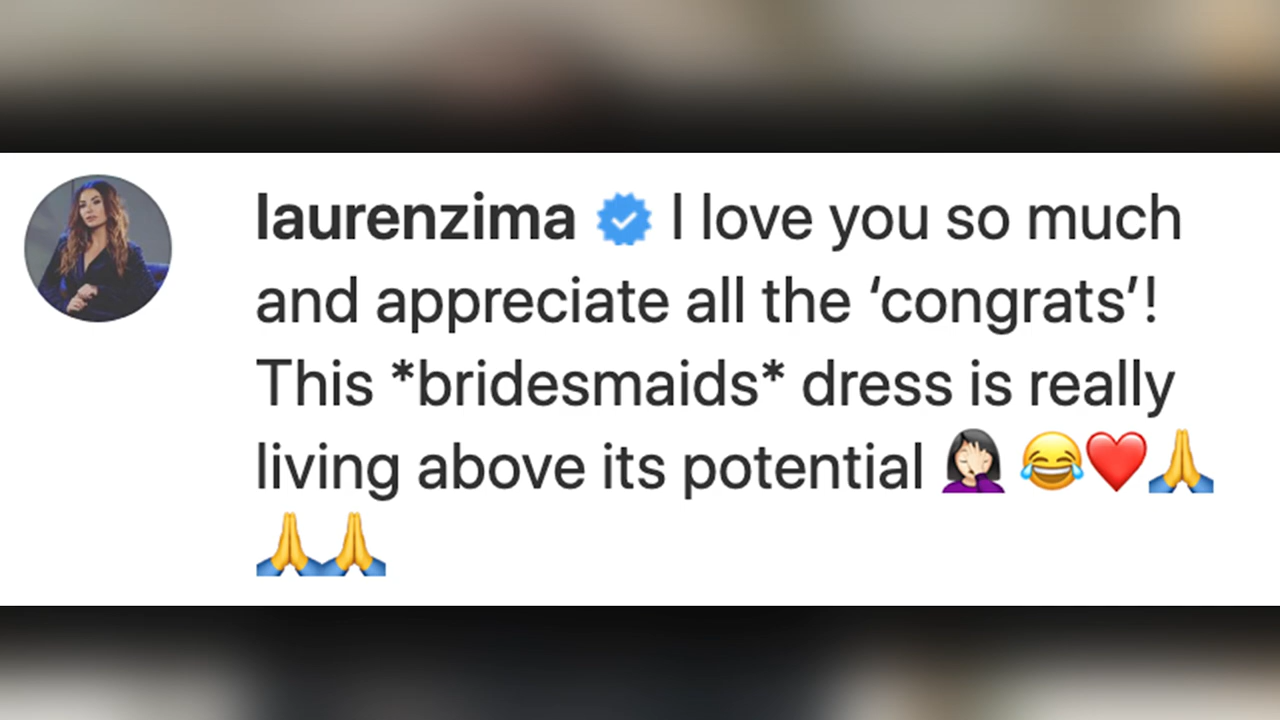 laurenzima I love you so much
and appreciate all the ‘congrats’!
This *bridesmaids* dress is really
living above its potential 🤦🏻‍♀️ 😂❤️🙏
🙏🙏